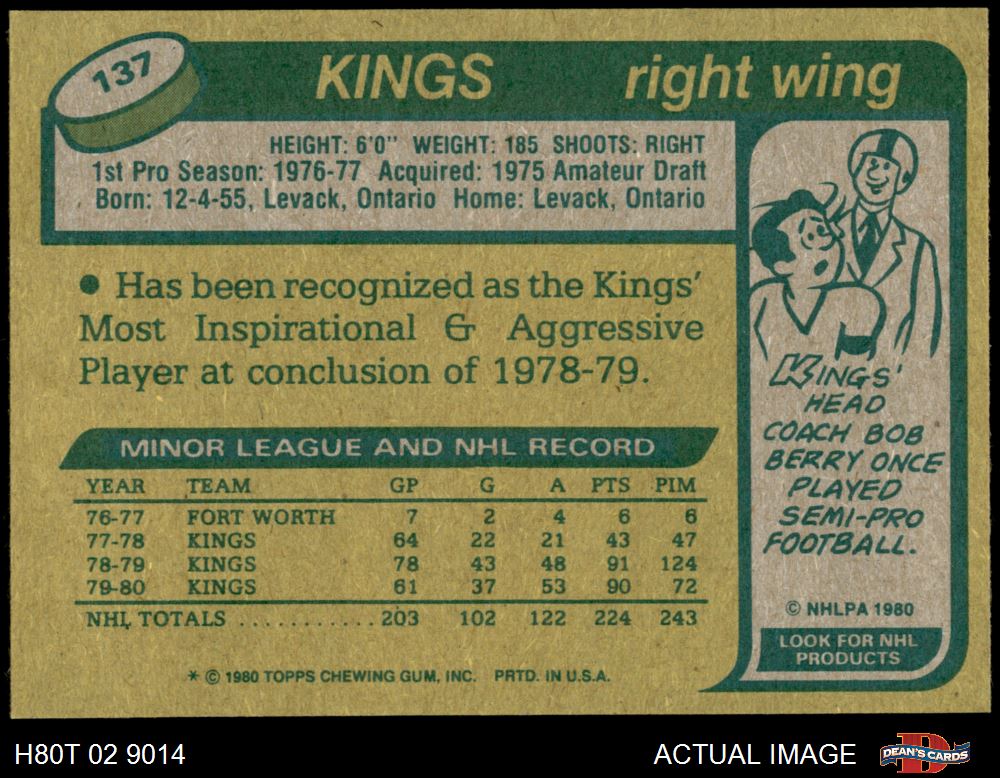 137
KINGS right wing
HEIGHT: 6'0" WEIGHT: 185 SHOOTS: RIGHT
1st Pro Season: 1976-77 Acquired: 1975 Amateur Draft
Born: 12-4-55, Levack, Ontario Home: Levack, Ontario
• Has been recognized as the Kings'
Most Inspirational & Aggressive
Player at conclusion of 1978-79.
MINOR LEAGUE AND NHL RECORD
YEAR TEAM GP G A PTS PIM
76-77 FORT WORTH 7 2 4 6 6
77-78 KINGS 64 22 21 43 47
78-79 KINGS 78 43 48 91 124
79-80 KINGS 61 37 53 90 72
NHL TOTALS ............ 203 102 122 224 243
* © 1980 TOPPS CHEWING GUM, INC. PRTD. IN U.S.A.
KINGS'
HEAD
COACH BOB
BERRY ONCE
PLAYED
SEMI-PRO
FOOTBALL.
© NHLPA 1980
LOOK FOR NHL
PRODUCTS
H80T 02 9014
ACTUAL IMAGE
D
DEAN'S CARDS